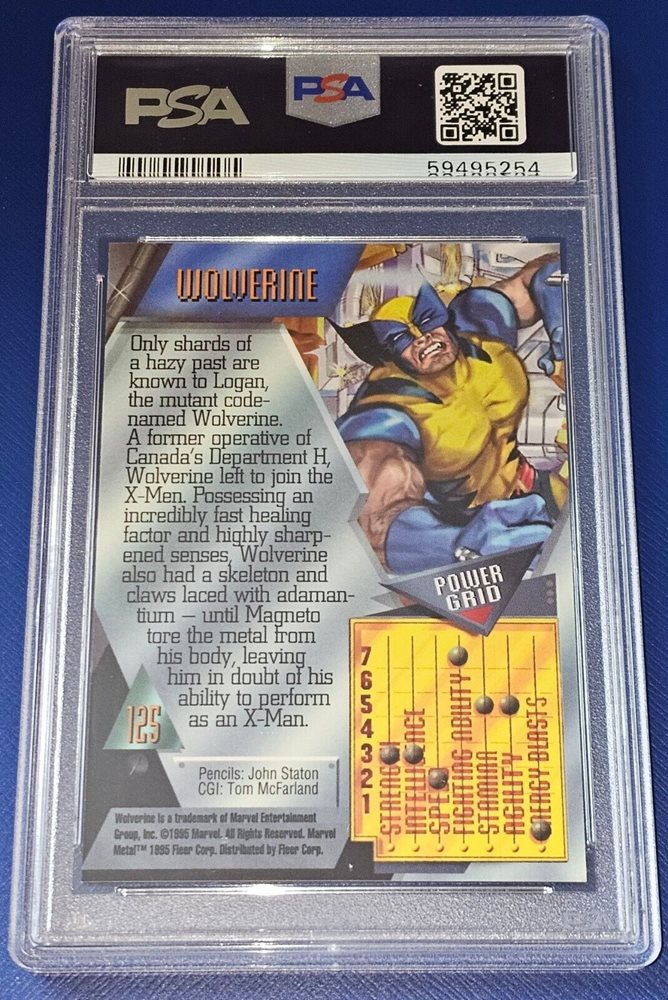 PSA
PSA
59495254
WOLVERINE
Only shards of
a hazy past are
known to Logan,
the mutant code-
named Wolverine.
A former operative of
Canada's Department H,
Wolverine left to join the
X-Men. Possessing an
incredibly fast healing
factor and highly sharp-
ened senses, Wolverine
also had a skeleton and
claws laced with adaman-
tium — until Magneto
tore the metal from
his body, leaving
him in doubt of his
ability to perform
as an X-Man.
125
Pencils: John Staton
CGI: Tom McFarland
Wolverine is a trademark of Marvel Entertainment
Group, Inc. ©1995 Marvel. All Rights Reserved. Marvel
Metal™ 1995 Fleer Corp. Distributed by Fleer Corp.
POWER
GRID
7
6
5
4
3
2
1
STRENGTH
INTELLIGENCE
SPEED
FIGHTING ABILITY
STAMINA
AGILITY
ENERGY BLASTS